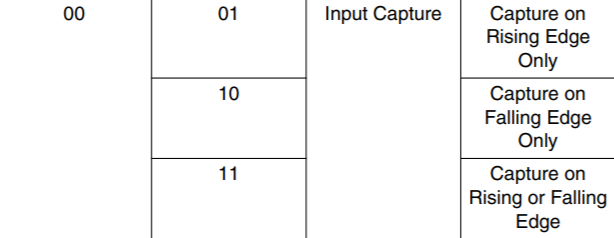 00 01 Input Capture Capture on
Rising Edge
Only
10 Capture on
Falling Edge
Only
11 Capture on
Rising or Falling
Edge